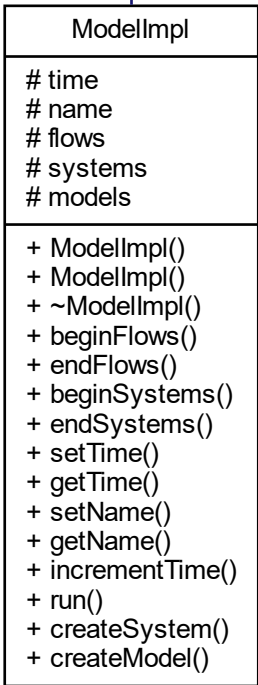 ModelImpl
# time
# name
# flows
# systems
# models
+ ModelImpl()
+ ModelImpl()
+ ~ModelImpl()
+ beginFlows()
+ endFlows()
+ beginSystems()
+ endSystems()
+ setTime()
+ getTime()
+ setName()
+ getName()
+ incrementTime()
+ run()
+ createSystem()
+ createModel()